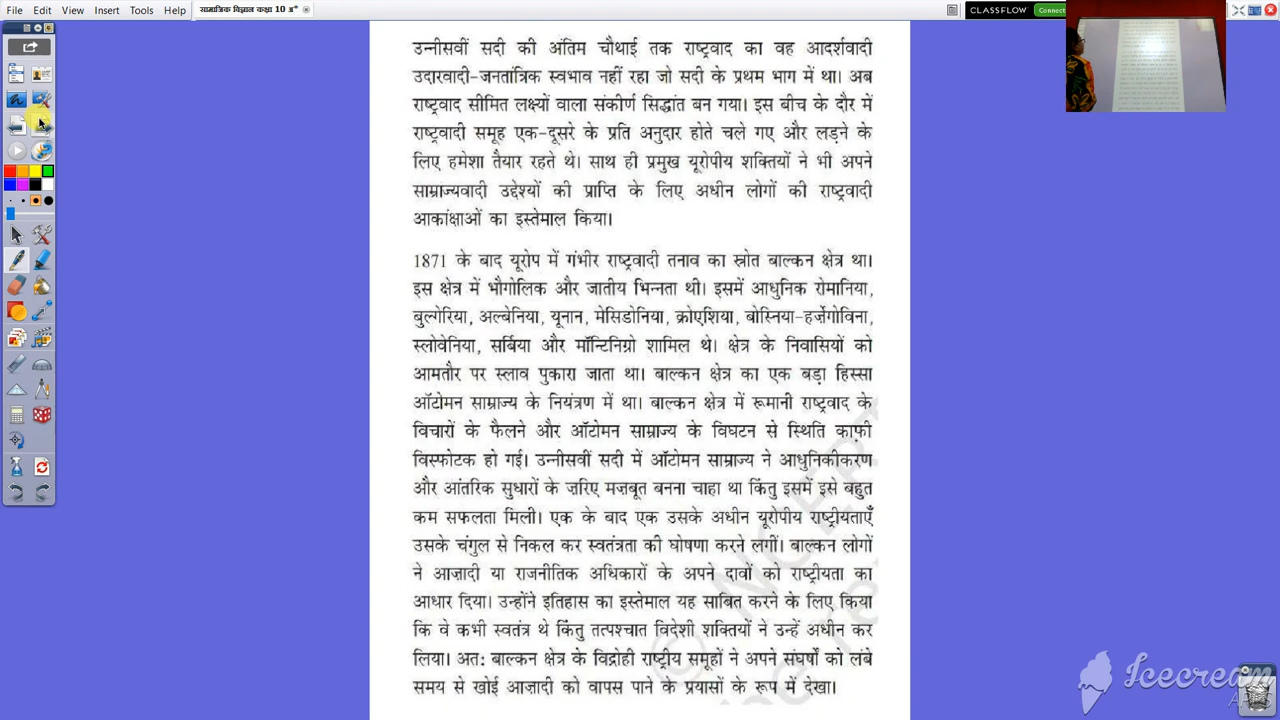 File Edit View Insert Tools Help सामाजिक विज्ञान कक्षा 10 अ* CLASSFLOW Connect
उन्नीसवीं सदी की अंतिम चौथाई तक राष्ट्रवाद का वह आदर्शवादी
उदारवादी-जनतांत्रिक स्वभाव नहीं रहा जो सदी के प्रथम भाग में था। अब
राष्ट्रवाद सीमित लक्ष्यों वाला संकीर्ण सिद्धांत बन गया। इस बीच के दौर में
राष्ट्रवादी समूह एक-दूसरे के प्रति अनुदार होते चले गए और लड़ने के
लिए हमेशा तैयार रहते थे। साथ ही प्रमुख यूरोपीय शक्तियों ने भी अपने
साम्राज्यवादी उद्देश्यों की प्राप्ति के लिए अधीन लोगों की राष्ट्रवादी
आकांक्षाओं का इस्तेमाल किया।
1871 के बाद यूरोप में गंभीर राष्ट्रवादी तनाव का स्रोत बाल्कन क्षेत्र था।
इस क्षेत्र में भौगोलिक और जातीय भिन्नता थी। इसमें आधुनिक रोमानिया,
बुल्गेरिया, अल्बेनिया, यूनान, मेसिडोनिया, क्रोएशिया, बोस्निया-हर्ज़ेगोविना,
स्लोवेनिया, सर्बिया और मॉन्टिनिग्रो शामिल थे। क्षेत्र के निवासियों को
आमतौर पर स्लाव पुकारा जाता था। बाल्कन क्षेत्र का एक बड़ा हिस्सा
ऑटोमन साम्राज्य के नियंत्रण में था। बाल्कन क्षेत्र में रूमानी राष्ट्रवाद के
विचारों के फैलने और ऑटोमन साम्राज्य के विघटन से स्थिति काफ़ी
विस्फोटक हो गई। उन्नीसवीं सदी में ऑटोमन साम्राज्य ने आधुनिकीकरण
और आंतरिक सुधारों के ज़रिए मज़बूत बनना चाहा था किंतु इसमें इसे बहुत
कम सफलता मिली। एक के बाद एक उसके अधीन यूरोपीय राष्ट्रीयताएँ
उसके चंगुल से निकल कर स्वतंत्रता की घोषणा करने लगीं। बाल्कन लोगों
ने आज़ादी या राजनीतिक अधिकारों के अपने दावों को राष्ट्रीयता का
आधार दिया। उन्होंने इतिहास का इस्तेमाल यह साबित करने के लिए किया
कि वे कभी स्वतंत्र थे किंतु तत्पश्चात विदेशी शक्तियों ने उन्हें अधीन कर
लिया। अत: बाल्कन क्षेत्र के विद्रोही राष्ट्रीय समूहों ने अपने संघर्षों को लंबे
समय से खोई आज़ादी को वापस पाने के प्रयासों के रूप में देखा।
© NCERT
Icecream
Apps